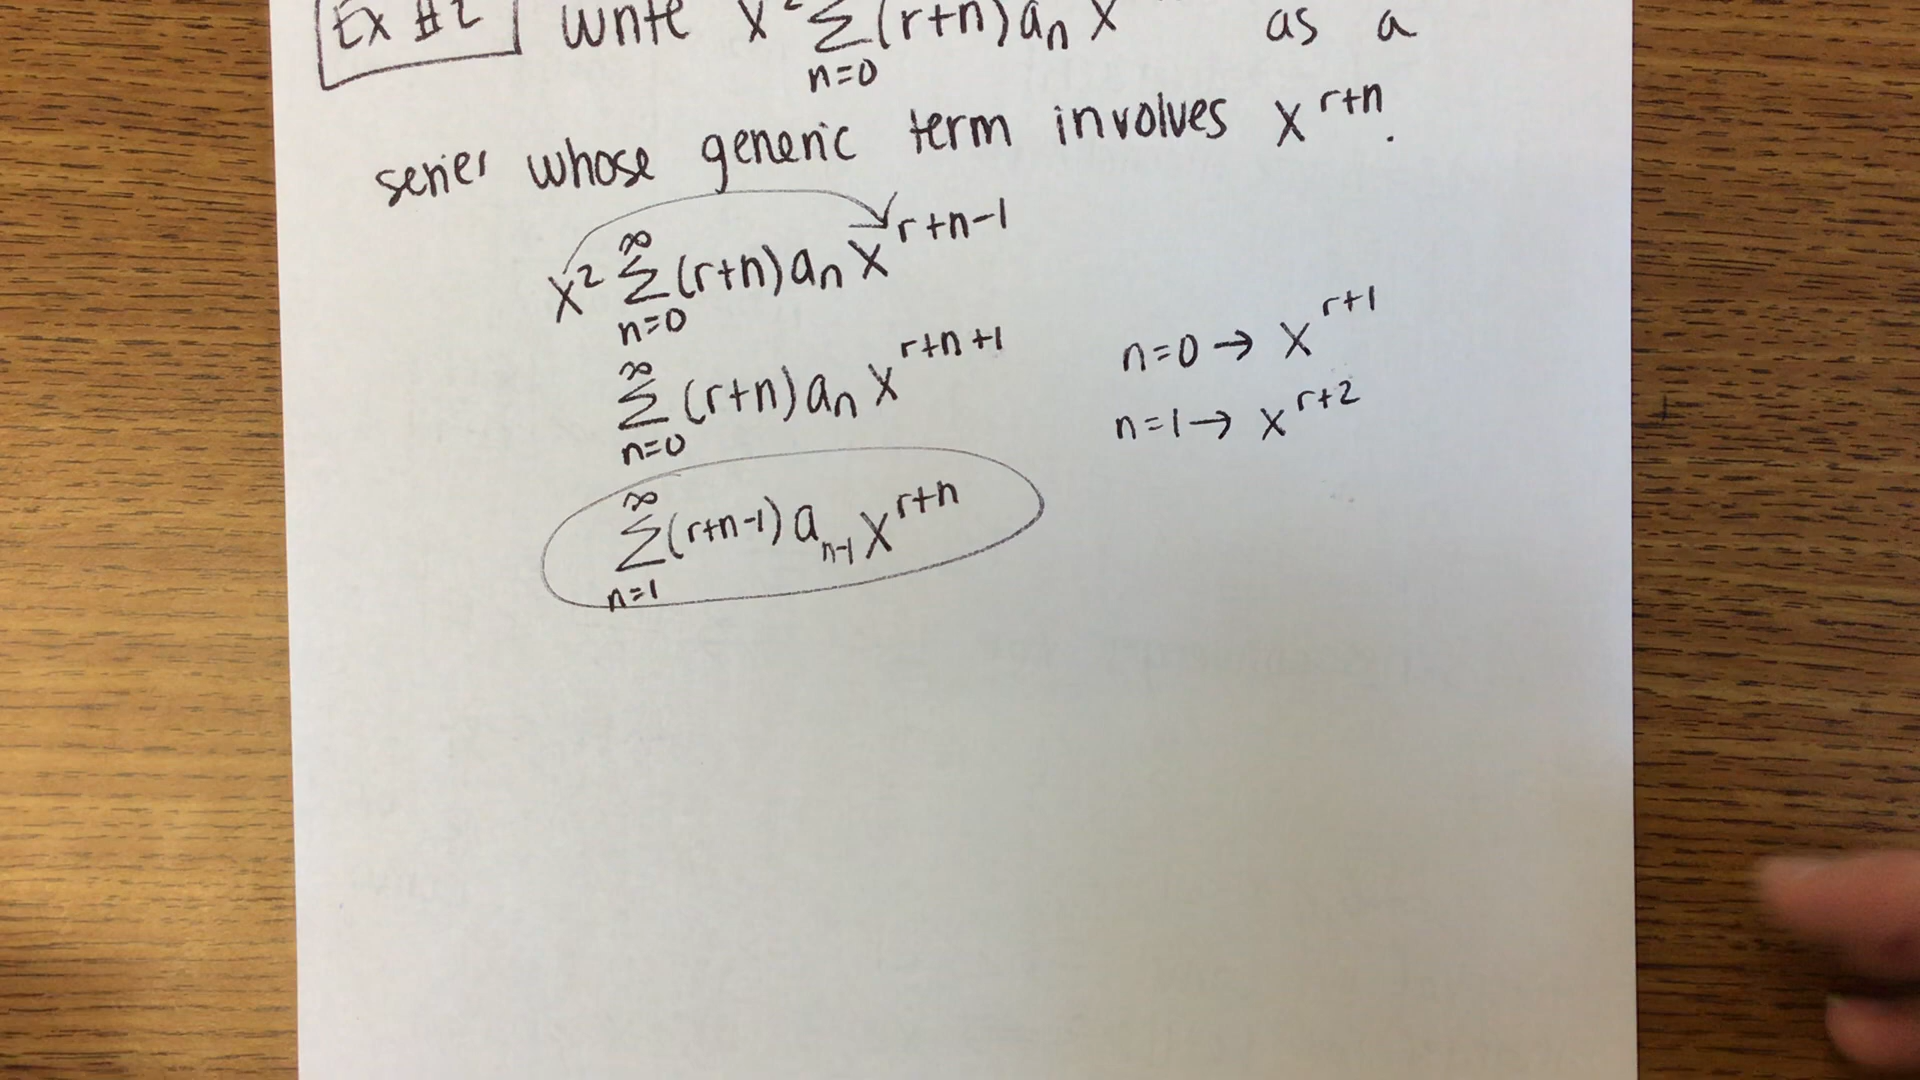 Ex #2 Write x² ∑ n=0 (r+n) aₙ x as a
series whose generic term involves x^{r+n}.
x² ∑_{n=0}^{∞} (r+n) aₙ x^{r+n-1}
∑_{n=0}^{∞} (r+n) aₙ x^{r+n+1} n=0 → x^{r+1}
n=1 → x^{r+2}
∑_{n=1}^{∞} (r+n-1) a_{n-1} x^{r+n}